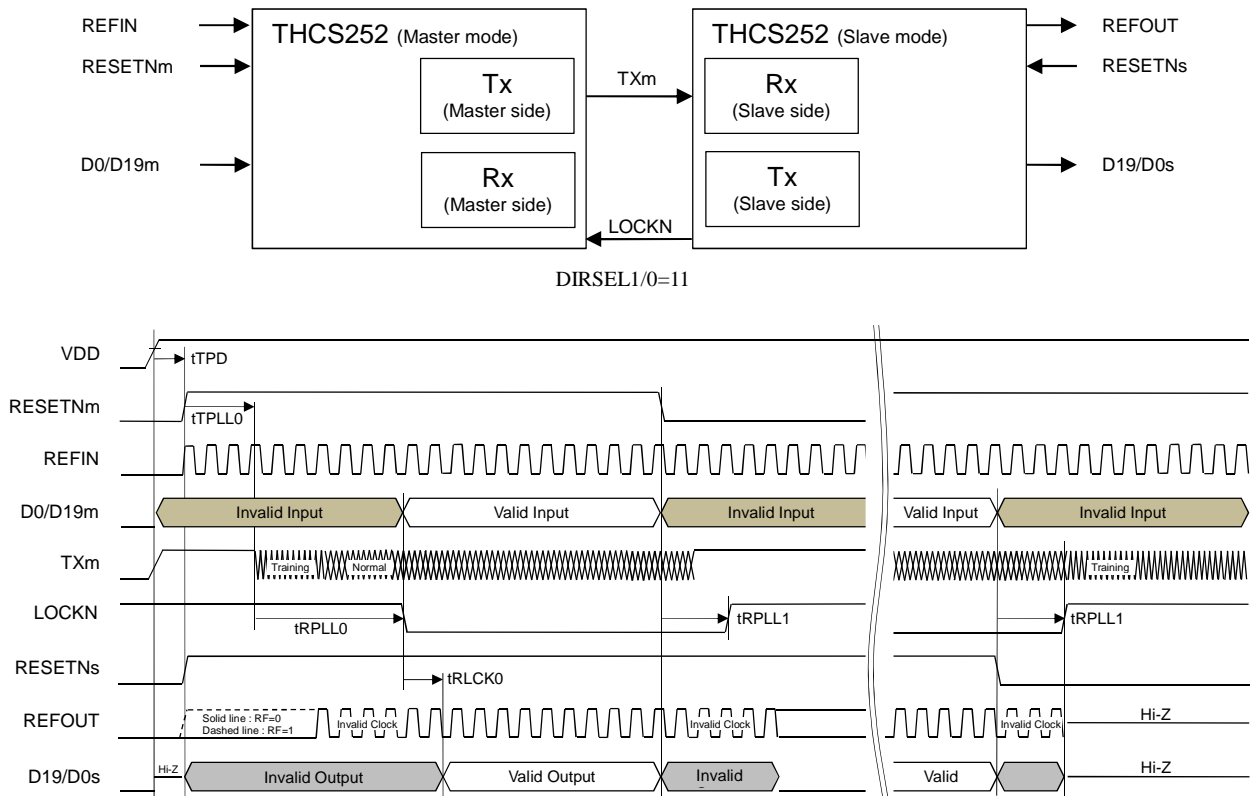 REFIN
RESETNm
D0/D19m
THCS252 (Master mode)
Tx
(Master side)
Rx
(Master side)
TXm
LOCKN
THCS252 (Slave mode)
Rx
(Slave side)
Tx
(Slave side)
REFOUT
RESETNs
D19/D0s
DIRSEL1/0=11
VDD
tTPD
RESETNm
tTPLL0
REFIN
D0/D19m
Invalid Input
Valid Input
Invalid Input
Valid Input
Invalid Input
TXm
Training
Normal
Training
LOCKN
tRPLL0
tRPLL1
tRPLL1
RESETNs
tRLCK0
REFOUT
Solid line : RF=0
Dashed line : RF=1
Invalid Clock
Invalid Clock
Invalid Clock
Hi-Z
D19/D0s
Hi-Z
Invalid Output
Valid Output
Invalid
Valid
Hi-Z